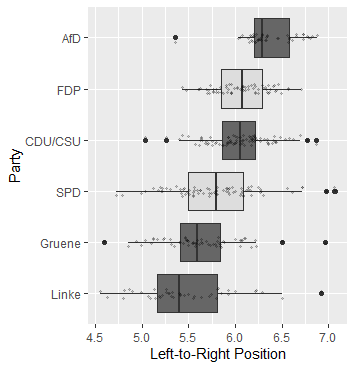 Party
AfD
FDP
CDU/CSU
SPD
Gruene
Linke
4.5 5.0 5.5 6.0 6.5 7.0
Left-to-Right Position